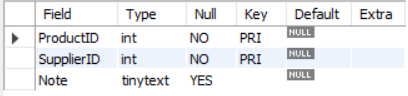 Field Type Null Key Default Extra
ProductID int NO PRI NULL
SupplierID int NO PRI NULL
Note tinytext YES NULL